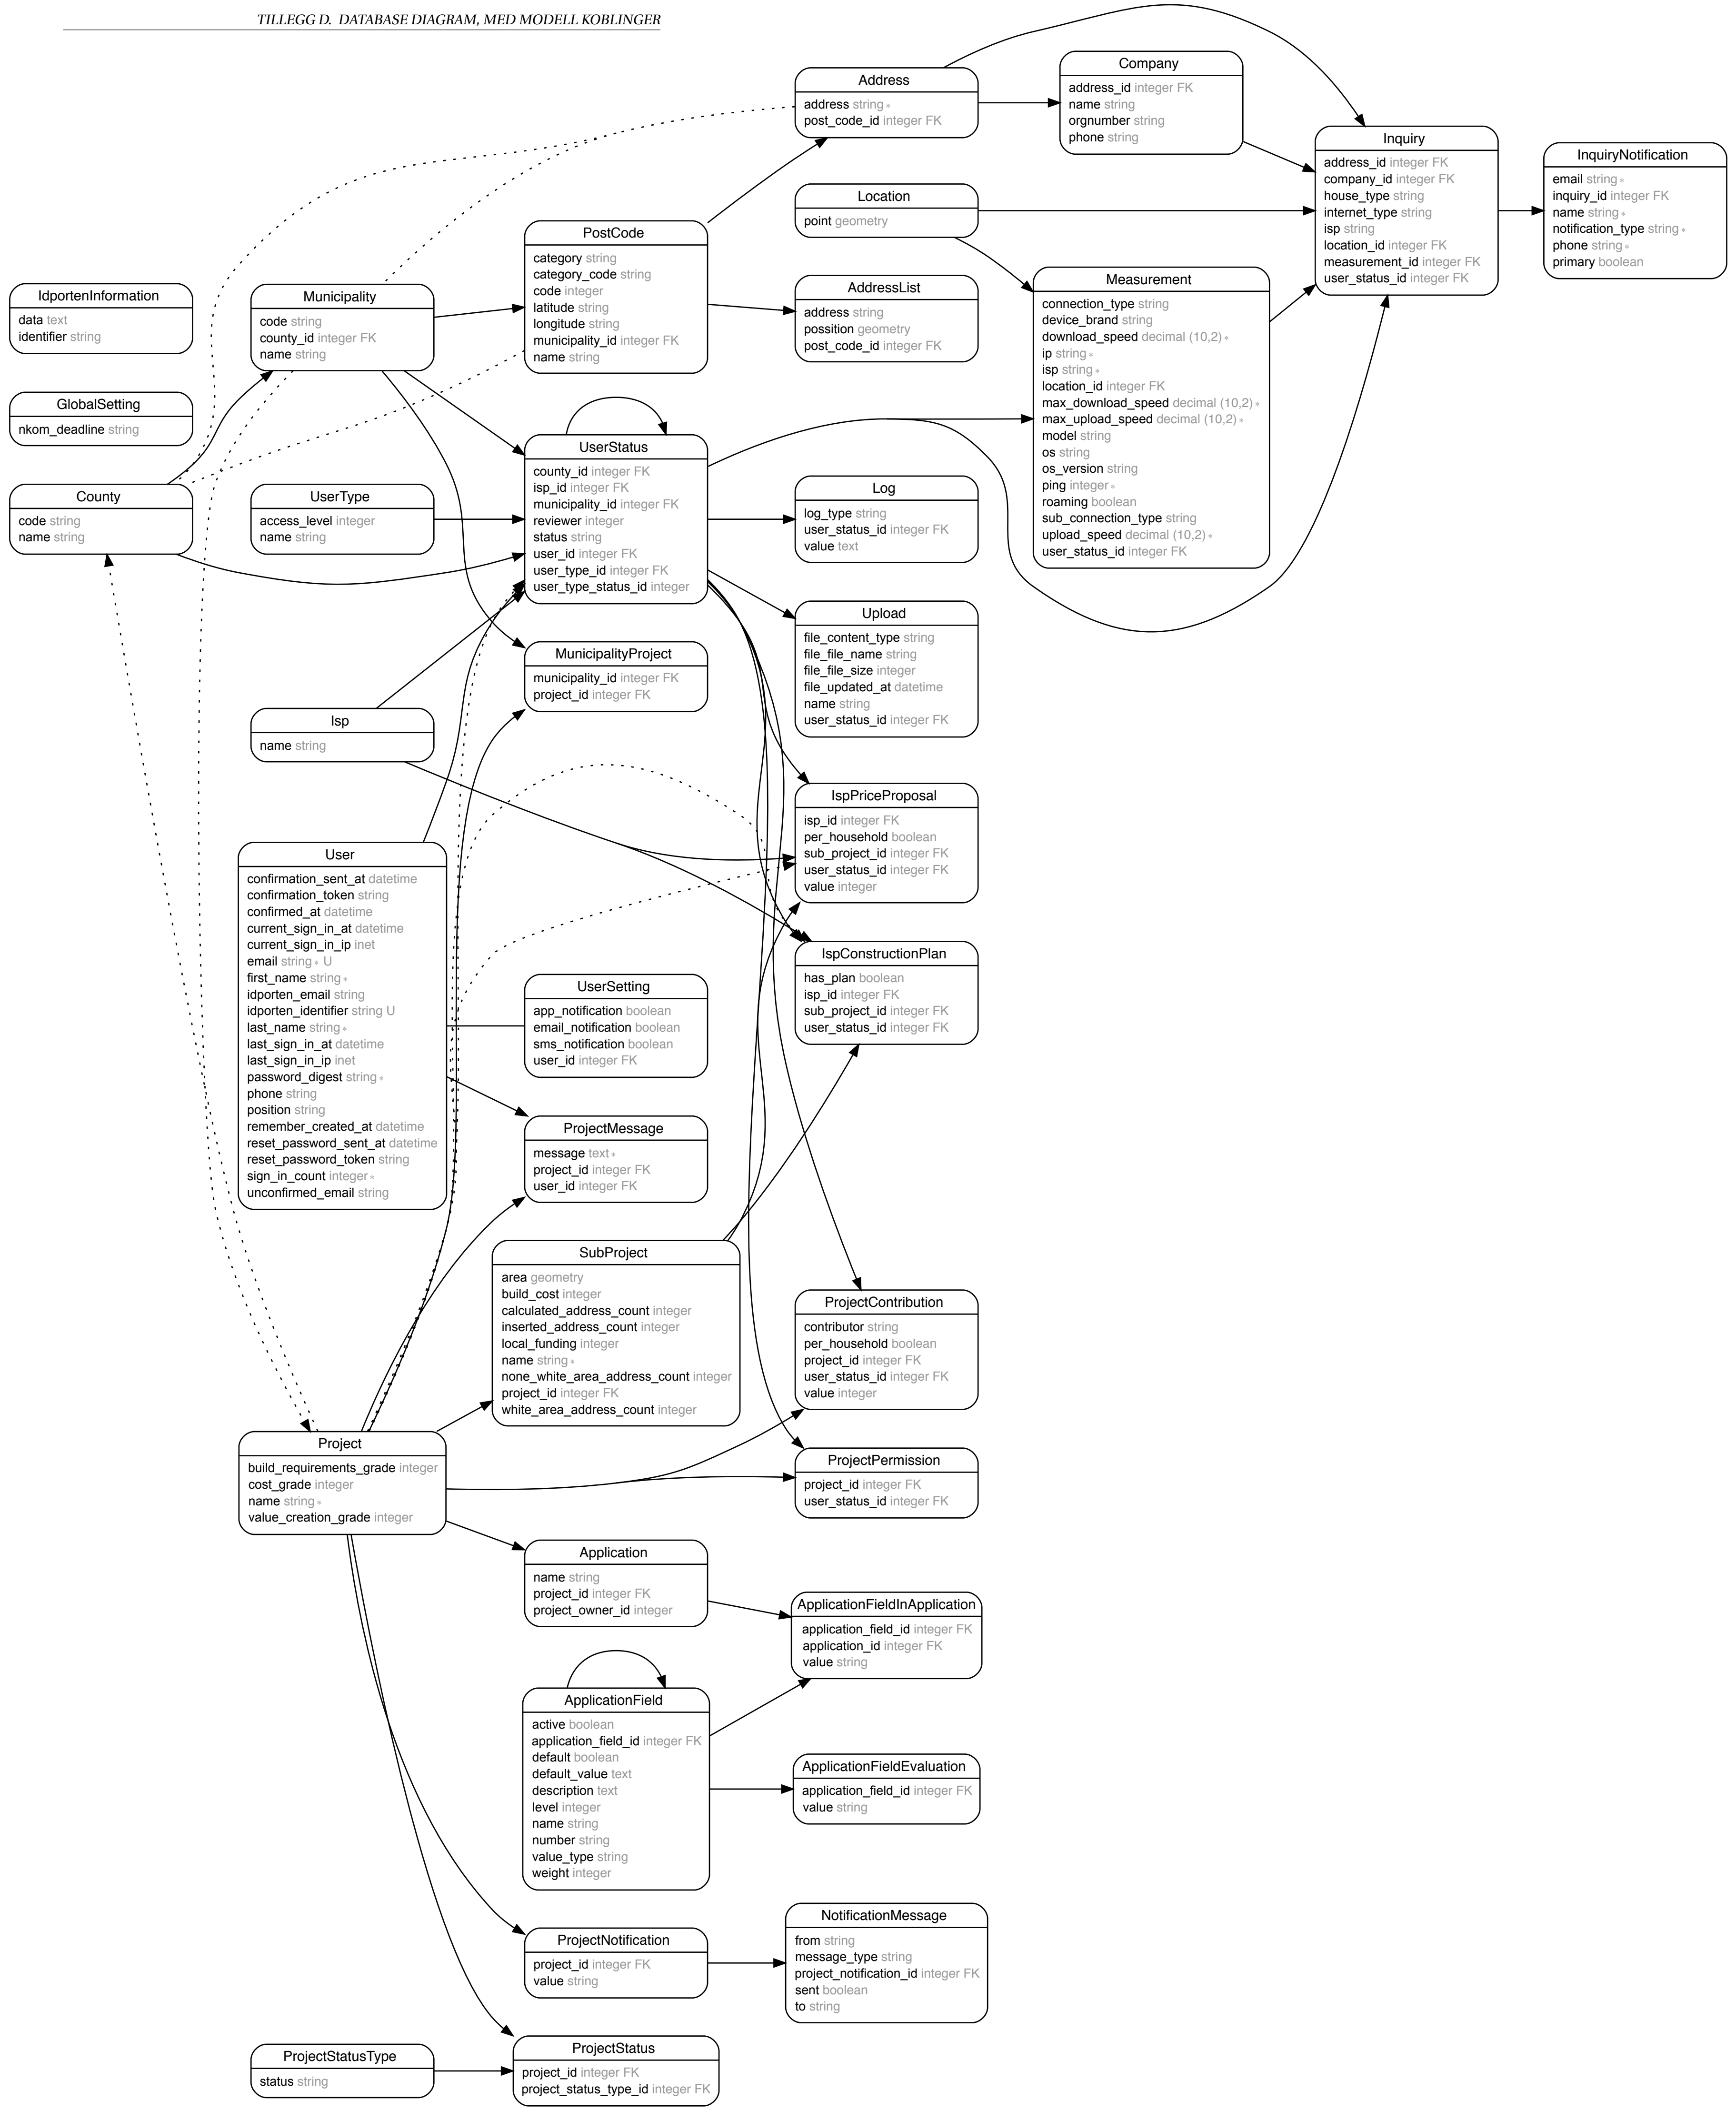 TILLEGG D. DATABASE DIAGRAM, MED MODELL KOBLINGER
Address
address string *
post_code_id integer FK
Company
address_id integer FK
name string
orgnumber string
phone string
Inquiry
address_id integer FK
company_id integer FK
house_type string
internet_type string
isp string
location_id integer FK
measurement_id integer FK
user_status_id integer FK
InquiryNotification
email string *
inquiry_id integer FK
name string *
notification_type string *
phone string *
primary boolean
Location
point geometry
PostCode
category string
category_code string
code integer
latitude string
longitude string
municipality_id integer FK
name string
AddressList
address string
possition geometry
post_code_id integer FK
Measurement
connection_type string
device_brand string
download_speed decimal (10,2) *
ip string *
isp string *
location_id integer FK
max_download_speed decimal (10,2) *
max_upload_speed decimal (10,2) *
model string
os string
os_version string
ping integer *
roaming boolean
sub_connection_type string
upload_speed decimal (10,2) *
user_status_id integer FK
IdportenInformation
data text
identifier string
Municipality
code string
county_id integer FK
name string
GlobalSetting
nkom_deadline string
County
code string
name string
UserType
access_level integer
name string
UserStatus
county_id integer FK
isp_id integer FK
municipality_id integer FK
reviewer integer
status string
user_id integer FK
user_type_id integer FK
user_type_status_id integer
Log
log_type string
user_status_id integer FK
value text
Upload
file_content_type string
file_file_name string
file_file_size integer
file_updated_at datetime
name string
user_status_id integer FK
MunicipalityProject
municipality_id integer FK
project_id integer FK
Isp
name string
IspPriceProposal
isp_id integer FK
per_household boolean
sub_project_id integer FK
user_status_id integer FK
value integer
User
confirmation_sent_at datetime
confirmation_token string
confirmed_at datetime
current_sign_in_at datetime
current_sign_in_ip inet
email string * U
first_name string *
idporten_email string
idporten_identifier string U
last_name string *
last_sign_in_at datetime
last_sign_in_ip inet
password_digest string *
phone string
position string
remember_created_at datetime
reset_password_sent_at datetime
reset_password_token string
sign_in_count integer *
unconfirmed_email string
IspConstructionPlan
has_plan boolean
isp_id integer FK
sub_project_id integer FK
user_status_id integer FK
UserSetting
app_notification boolean
email_notification boolean
sms_notification boolean
user_id integer FK
ProjectMessage
message text *
project_id integer FK
user_id integer FK
SubProject
area geometry
build_cost integer
calculated_address_count integer
inserted_address_count integer
local_funding integer
name string *
none_white_area_address_count integer
project_id integer FK
white_area_address_count integer
ProjectContribution
contributor string
per_household boolean
project_id integer FK
user_status_id integer FK
value integer
Project
build_requirements_grade integer
cost_grade integer
name string *
value_creation_grade integer
ProjectPermission
project_id integer FK
user_status_id integer FK
Application
name string
project_id integer FK
project_owner_id integer
ApplicationFieldInApplication
application_field_id integer FK
application_id integer FK
value string
ApplicationField
active boolean
application_field_id integer FK
default boolean
default_value text
description text
level integer
name string
number string
value_type string
weight integer
ApplicationFieldEvaluation
application_field_id integer FK
value string
ProjectNotification
project_id integer FK
value string
NotificationMessage
from string
message_type string
project_notification_id integer FK
sent boolean
to string
ProjectStatusType
status string
ProjectStatus
project_id integer FK
project_status_type_id integer FK